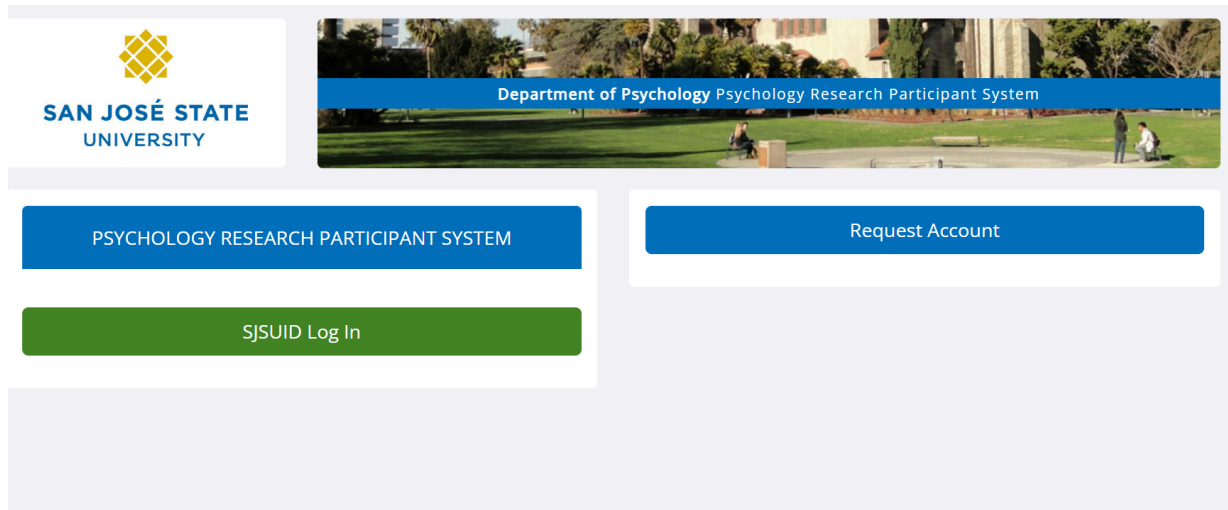 SAN JOSÉ STATE
UNIVERSITY
Department of Psychology Psychology Research Participant System
PSYCHOLOGY RESEARCH PARTICIPANT SYSTEM
SJSUID Log In
Request Account